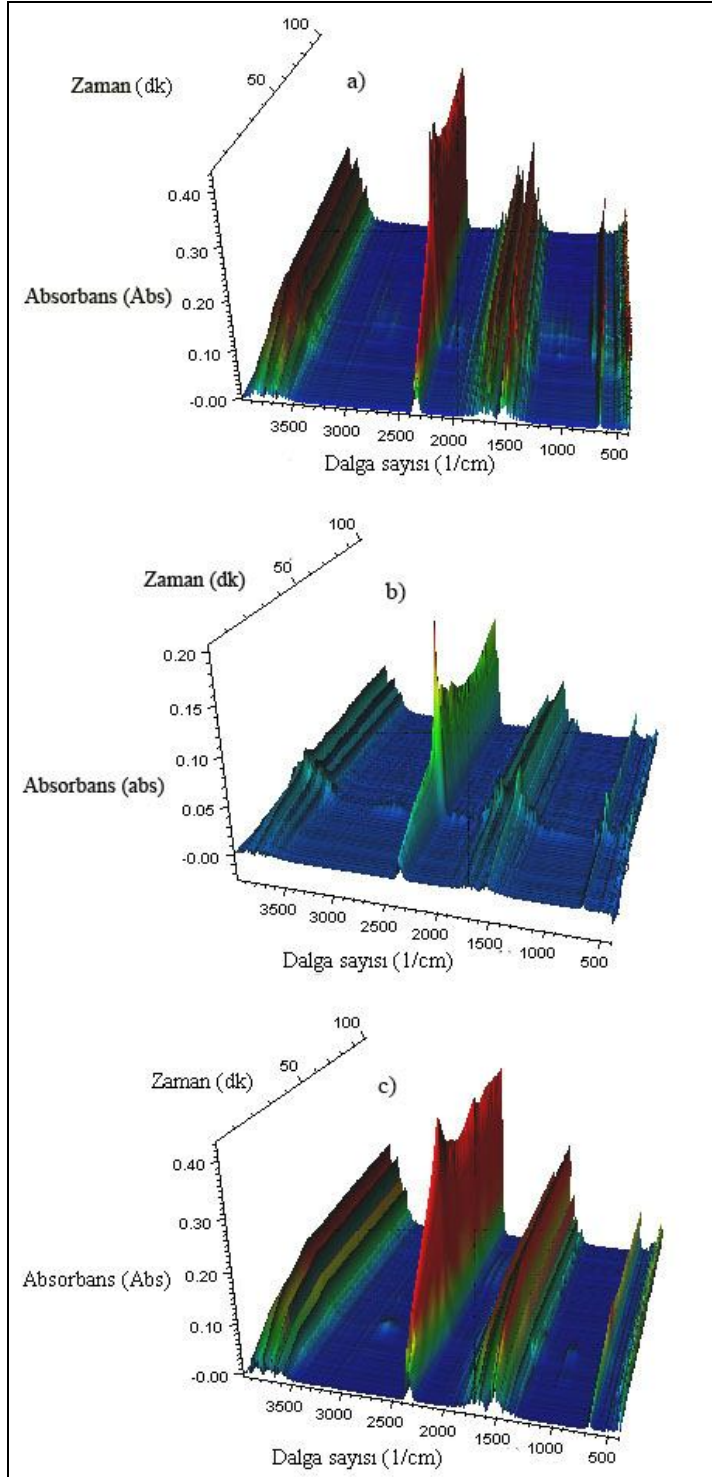 100
Zaman (dk)
50
a)
0.40
0.30
Absorbans (Abs)
0.20
0.10
-0.00
3500 3000 2500 2000 1500 1000 500
Dalga sayısı (1/cm)
100
Zaman (dk)
50
b)
0.20
0.15
0.10
Absorbans (abs)
0.05
-0.00
3500 3000 2500 2000 1500 1000 500
Dalga sayısı (1/cm)
100
Zaman (dk)
50
c)
0.40
0.30
Absorbans (Abs)
0.20
0.10
-0.00
3500 3000 2500 2000 1500 1000 500
Dalga sayısı (1/cm)